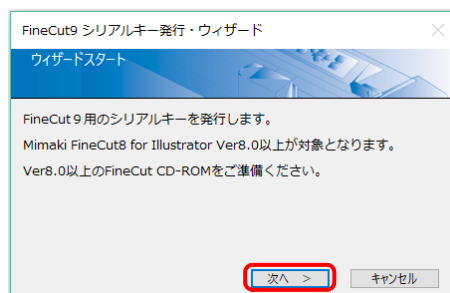 FineCut9 シリアルキー発行・ウィザード
ウィザードスタート
FineCut９用のシリアルキーを発行します。
Mimaki FineCut8 for Illustrator Ver8.0以上が対象となります。
Ver8.0以上のFineCut CD-ROMをご準備ください。
次へ　>
キャンセル